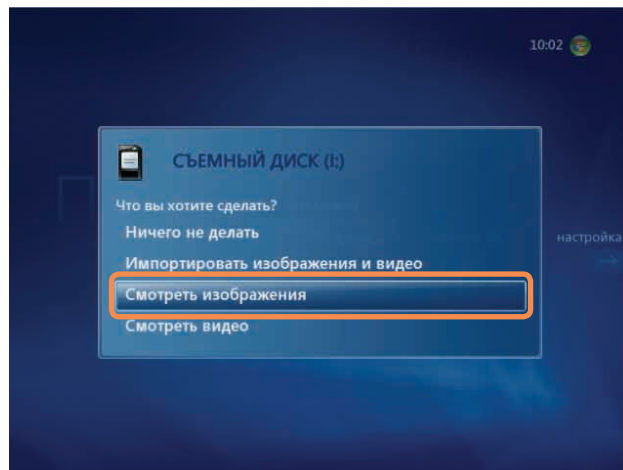 10:02
СЪЕМНЫЙ ДИСК (I:)
Что вы хотите сделать?
Ничего не делать
настройка
Импортировать изображения и видео
Смотреть изображения
Смотреть видео